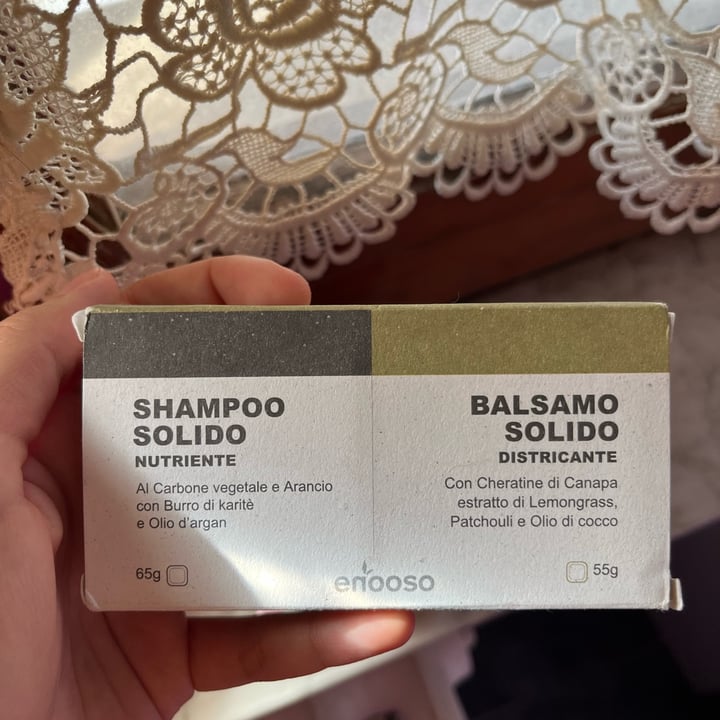 SHAMPOO
SOLIDO
NUTRIENTE
Al Carbone vegetale e Arancio
con Burro di karitè
e Olio d'argan
65g
BALSAMO
SOLIDO
DISTRICANTE
Con Cheratine di Canapa
estratto di Lemongrass,
Patchouli e Olio di cocco
55g
enooso